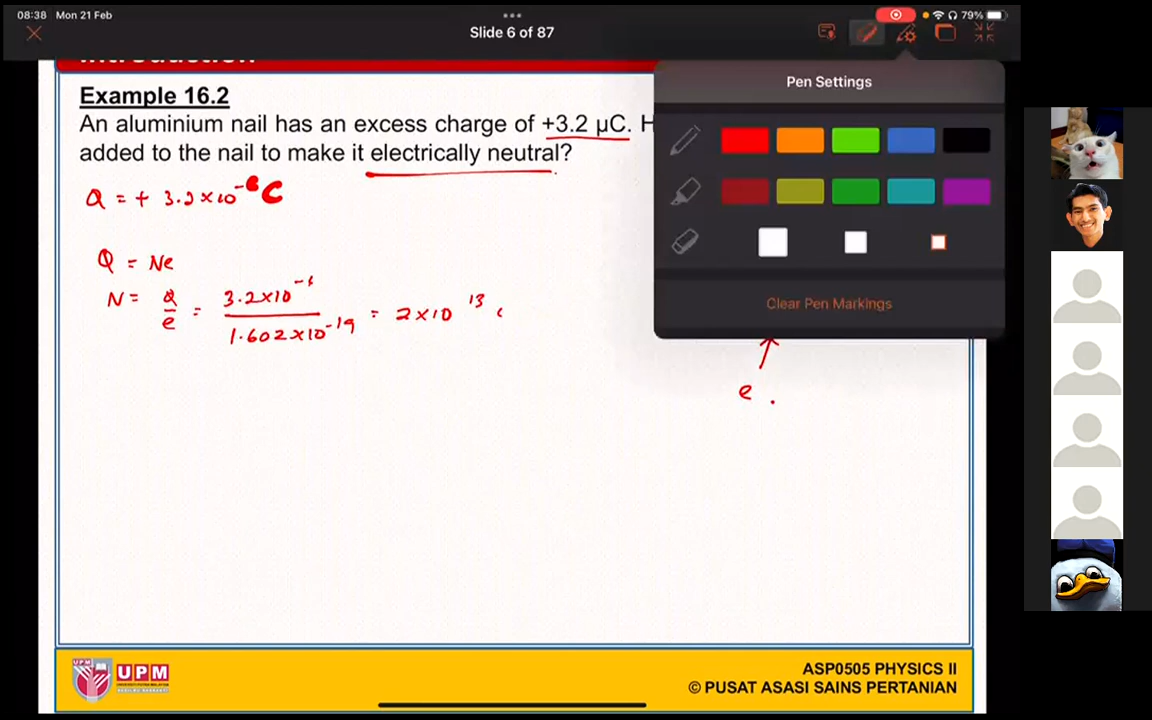 08:38 Mon 21 Feb
79%
Slide 6 of 87
Introduction
Pen Settings
Example 16.2
An aluminium nail has an excess charge of +3.2 µC. H
added to the nail to make it electrically neutral?
Q = + 3.2×10⁻⁶ C
Q = Ne
N = Q/e = 3.2×10⁻⁶ / 1.602×10⁻¹⁹ = 2×10¹³
Clear Pen Markings
e
UPM
ASP0505 PHYSICS II
© PUSAT ASASI SAINS PERTANIAN